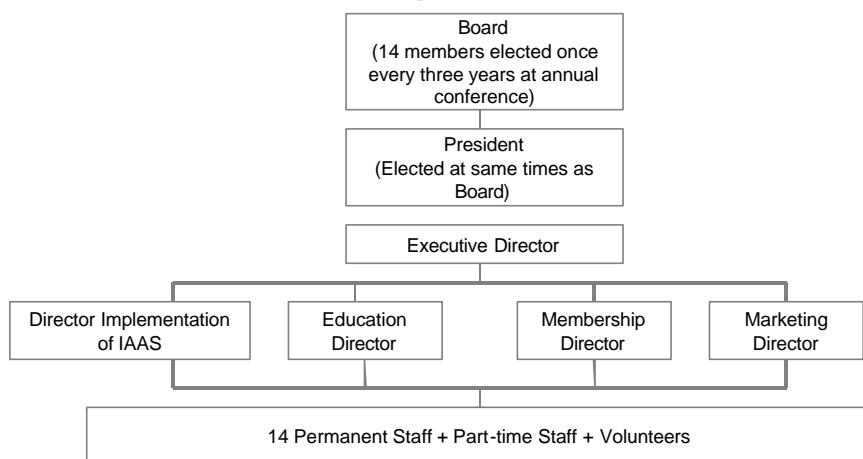 Board
(14 members elected once
every three years at annual
conference)
President
(Elected at same times as
Board)
Executive Director
Director Implementation
of IAAS
Education
Director
Membership
Director
Marketing
Director
14 Permanent Staff + Part-time Staff + Volunteers